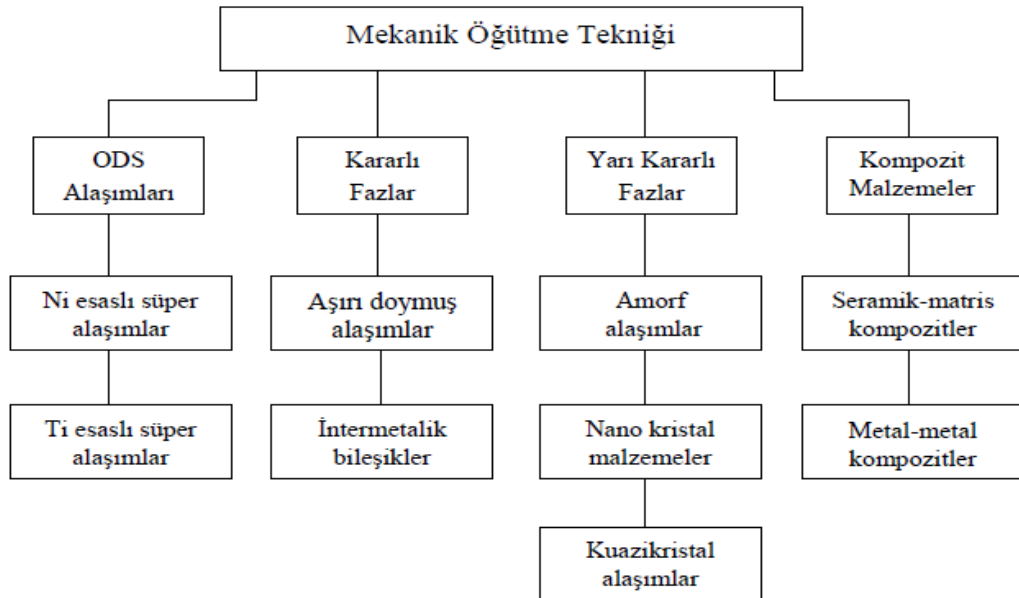 Mekanik Öğütme Tekniği
ODS
Alaşımları
Kararlı
Fazlar
Yarı Kararlı
Fazlar
Kompozit
Malzemeler
Ni esaslı süper
alaşımlar
Aşırı doymuş
alaşımlar
Amorf
alaşımlar
Seramik-matris
kompozitler
Ti esaslı süper
alaşımlar
İntermetalik
bileşikler
Nano kristal
malzemeler
Metal-metal
kompozitler
Kuazikristal
alaşımlar